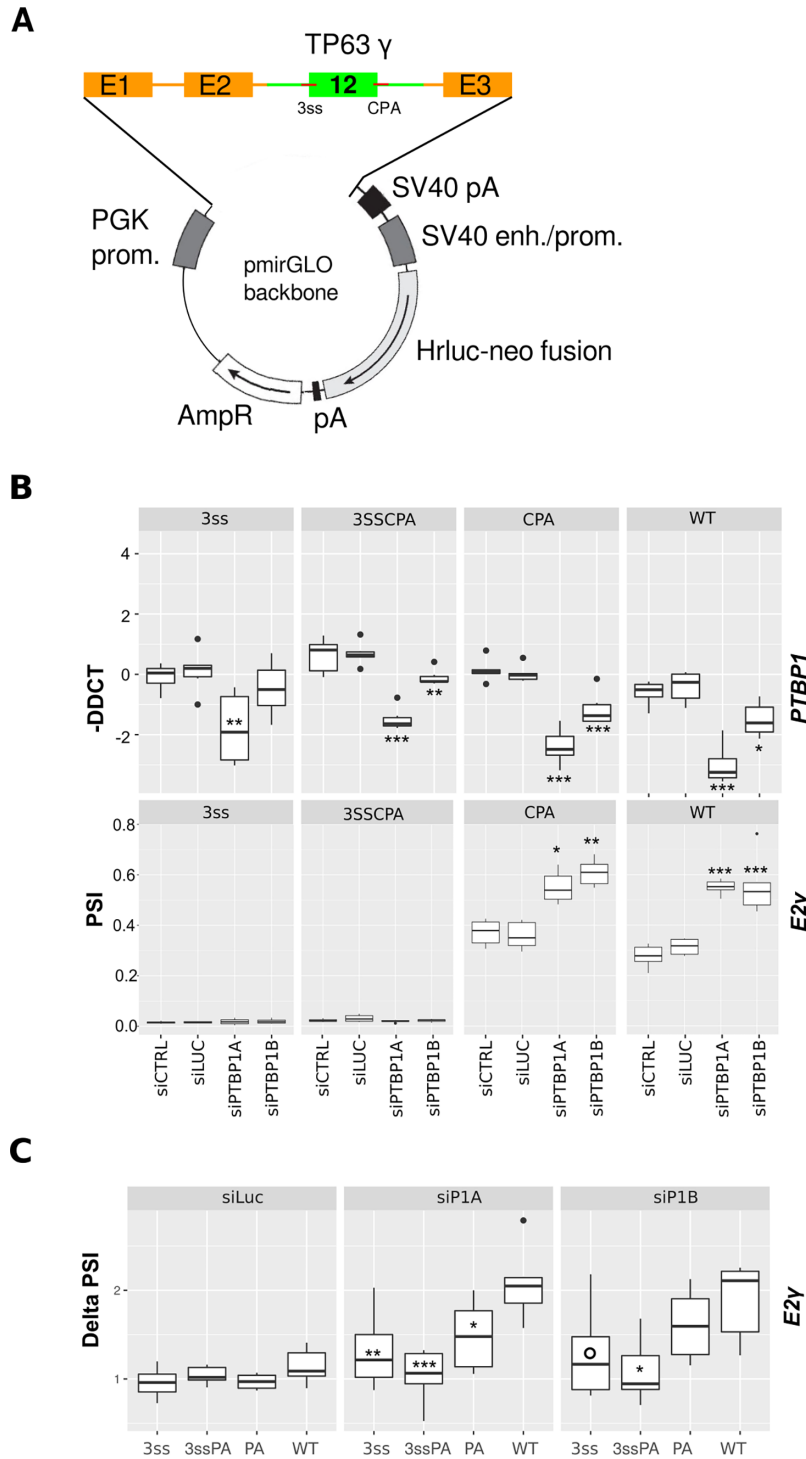 A
TP63 γ
E1 E2 12 E3
3ss CPA
SV40 pA
PGK
prom.
SV40 enh./prom.
pmirGLO
backbone
Hrluc-neo fusion
AmpR
pA
B
3ss 3SSCPA CPA WT
4
2
0
-2
-DDCT
** *** ** *** *** *** *
PTBP1
3ss 3SSCPA CPA WT
0.8
0.6
0.4
0.2
0.0
PSI
* ** *** ***
E2γ
siCTRL siLUC siPTBP1A siPTBP1B siCTRL siLUC siPTBP1A siPTBP1B siCTRL siLUC siPTBP1A siPTBP1B siCTRL siLUC siPTBP1A siPTBP1B
C
siLuc siP1A siP1B
2
1
Delta PSI
** *** * *
E2γ
3ss 3ssPA PA WT 3ss 3ssPA PA WT 3ss 3ssPA PA WT